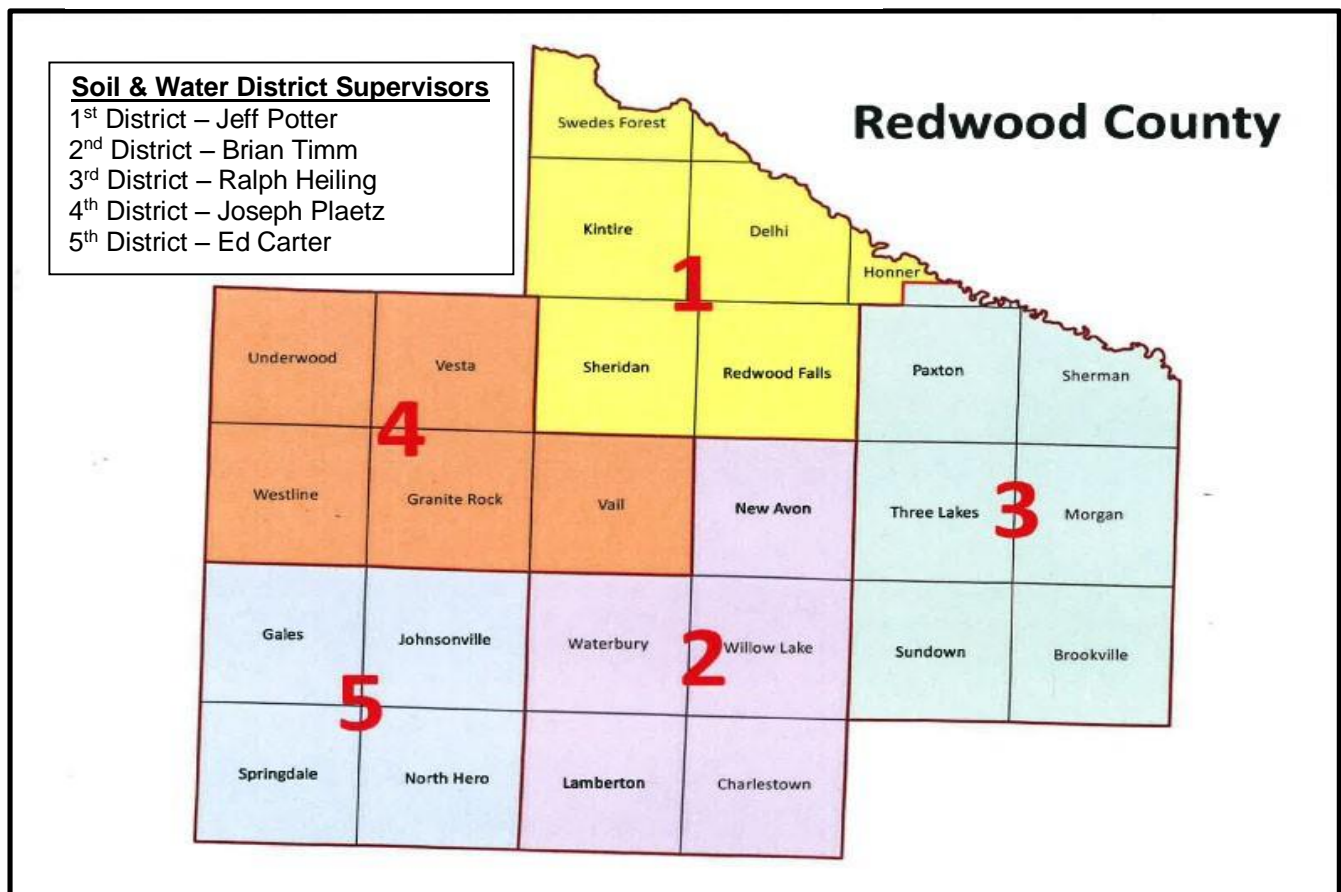 Soil & Water District Supervisors
1st District – Jeff Potter
2nd District – Brian Timm
3rd District – Ralph Heiling
4th District – Joseph Plaetz
5th District – Ed Carter
Redwood County
Swedes Forest
Kintire
Delhi
Honner
1
Underwood
Vesta
Sheridan
Redwood Falls
Paxton
Sherman
4
Westline
Granite Rock
Vail
New Avon
Three Lakes
3
Morgan
Gales
Johnsonville
Waterbury
2
Willow Lake
Sundown
Brookville
5
Springdale
North Hero
Lamberton
Charlestown